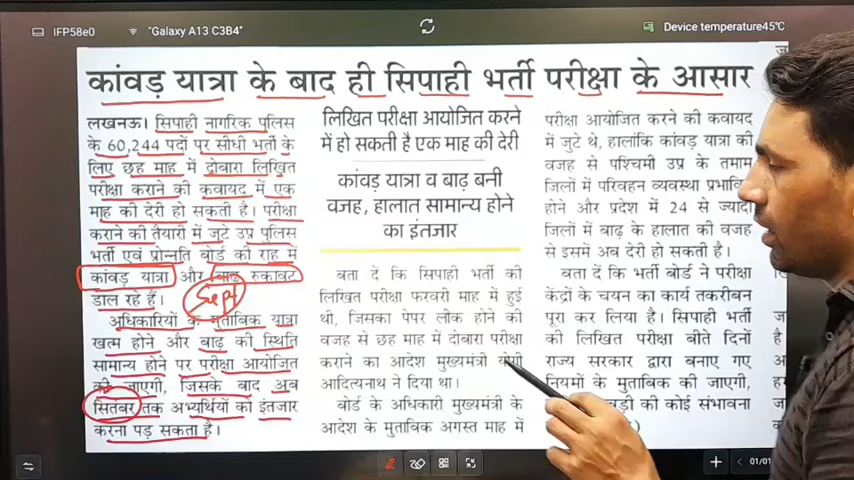 IFP58e0
"Galaxy A13 C3B4"
Device temperature45℃
कांवड़ यात्रा के बाद ही सिपाही भर्ती परीक्षा के आसार
लखनऊ। सिपाही नागरिक पुलिस
के 60,244 पदों पर सीधी भर्ती के
लिए छह माह में दोबारा लिखित
परीक्षा कराने की कवायद में एक
माह की देरी हो सकती है। परीक्षा
कराने की तैयारी में जुटे उप्र पुलिस
भर्ती एवं प्रोन्नति बोर्ड की राह में
कांवड़ यात्रा और बाढ़ रुकावट
डाल रहे हैं।
Sept
अधिकारियों के मुताबिक यात्रा
खत्म होने और बाढ़ की स्थिति
सामान्य होने पर परीक्षा आयोजित
की जाएगी, जिसके बाद अब
सितंबर तक अभ्यर्थियों को इंतजार
करना पड़ सकता है।
लिखित परीक्षा आयोजित करने
में हो सकती है एक माह की देरी
कांवड़ यात्रा व बाढ़ बनी
वजह, हालात सामान्य होने
का इंतजार
बता दें कि सिपाही भर्ती की
लिखित परीक्षा फरवरी माह में हुई
थी, जिसका पेपर लीक होने की
वजह से छह माह में दोबारा परीक्षा
कराने का आदेश मुख्यमंत्री योगी
आदित्यनाथ ने दिया था।
बोर्ड के अधिकारी मुख्यमंत्री के
आदेश के मुताबिक अगस्त माह में
परीक्षा आयोजित करने की कवायद
में जुटे थे, हालांकि कांवड़ यात्रा की
वजह से पश्चिमी उप्र के तमाम
जिलों में परिवहन व्यवस्था
होने और प्रदेश में 24 से
जिलों में बाढ़ के हालात की वजह
से इसमें अब देरी हो सकती है।
बता दें कि भर्ती बोर्ड ने परीक्षा
केंद्रों के चयन का कार्य तकरीबन
पूरा कर लिया है। सिपाही भर्ती
की लिखित परीक्षा बीते दिनों
राज्य सरकार द्वारा बनाए गए
नियमों के मुताबिक की जाएगी,
की कोई संभावना
01/01